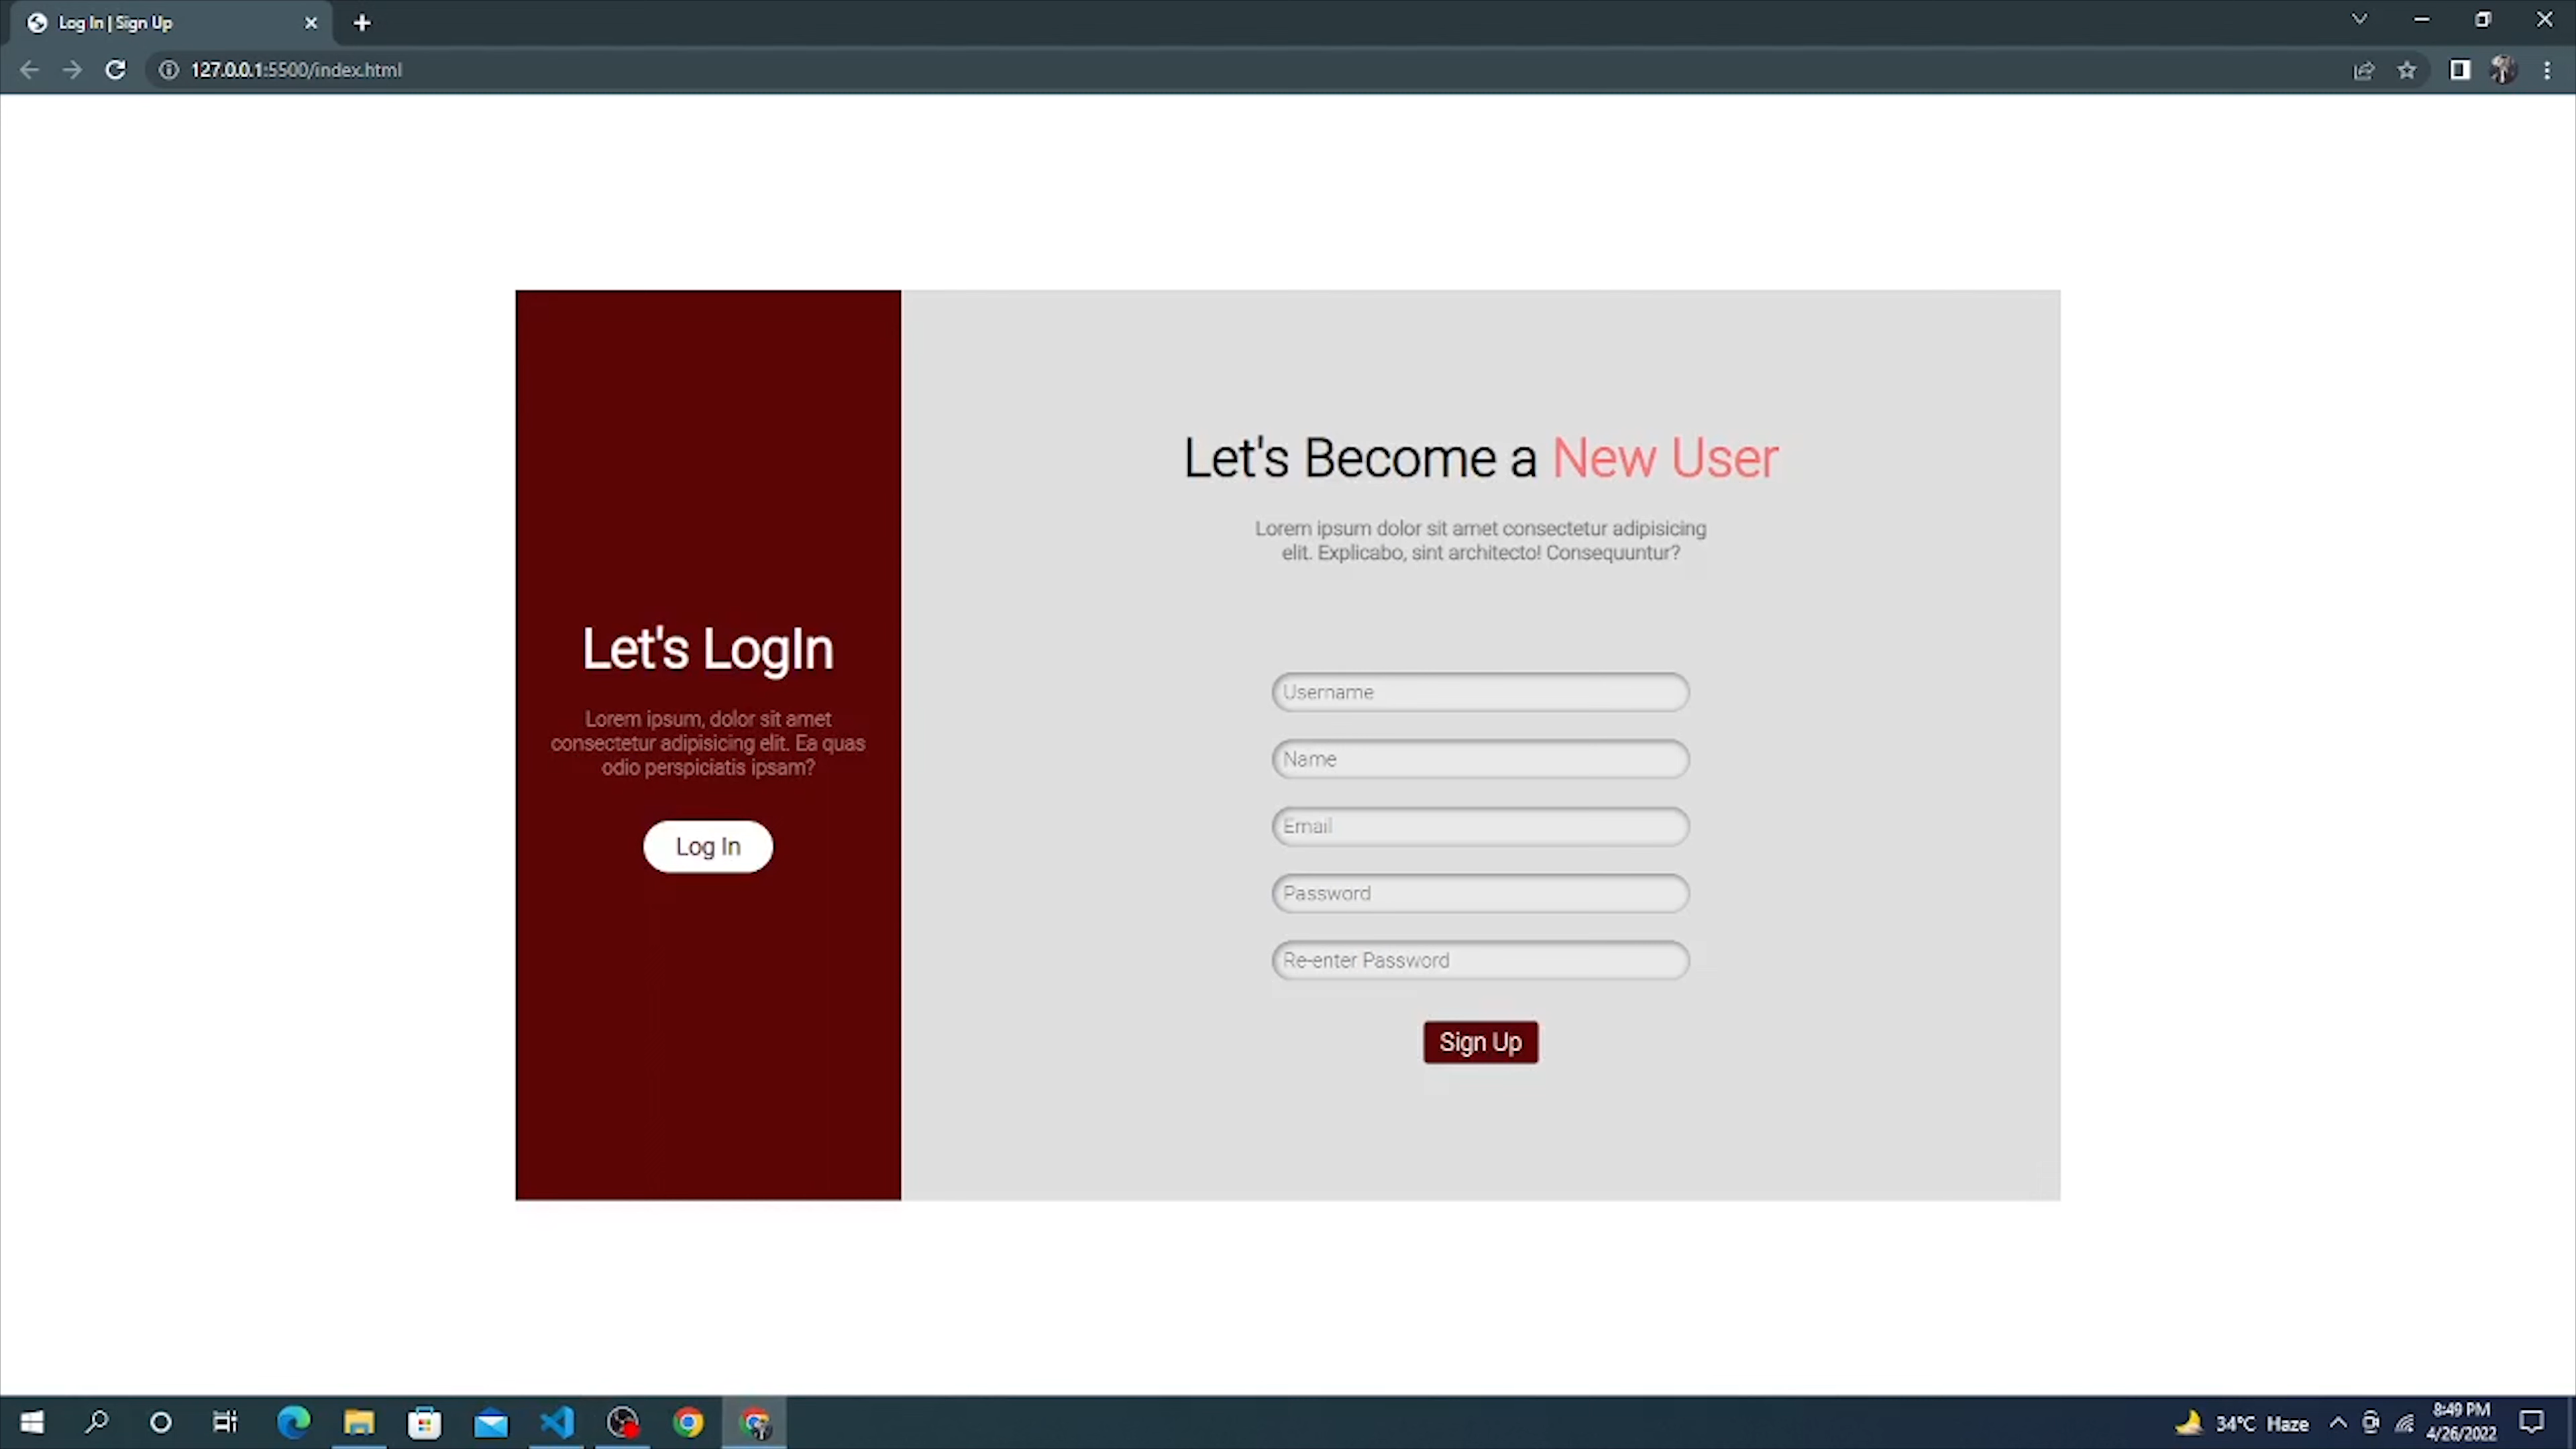 Log In | Sign Up
127.0.0.1:5500/index.html
Let's LogIn
Lorem ipsum, dolor sit amet
consectetur adipisicing elit. Ea quas
odio perspiciatis ipsam?
Log In
Let's Become a New User
Lorem ipsum dolor sit amet consectetur adipisicing
elit. Explicabo, sint architecto! Consequuntur?
Username
Name
Email
Password
Re-enter Password
Sign Up
34°C Haze
8:49 PM
4/26/2022